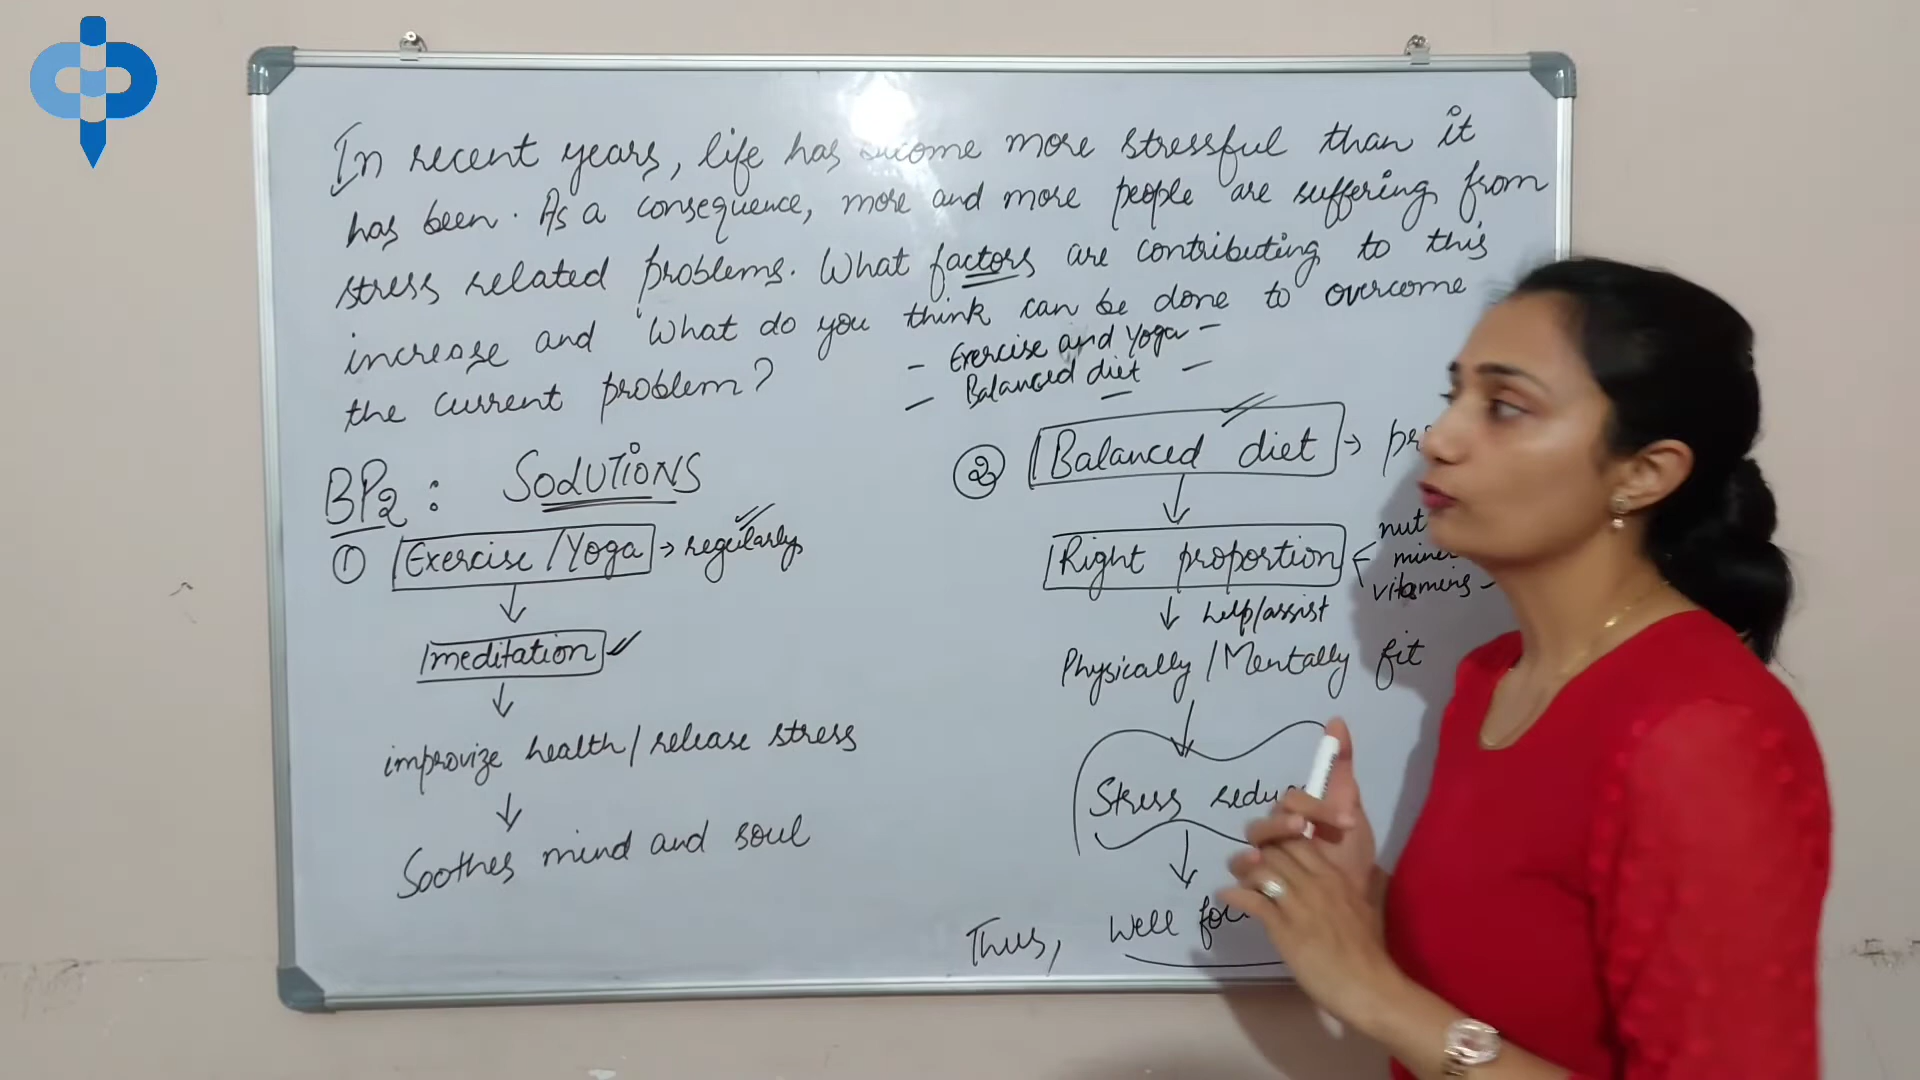 In recent years, life has become more stressful than it
has been. As a consequence, more and more people are suffering from
stress related problems. What factors are contributing to this
increase and What do you think can be done to overcome
the current problem?
- Exercise and Yoga -
- Balanced diet -
BP2 : SOLUTIONS
① Exercise/Yoga → regularly
meditation
improvize health/release stress
Soothes mind and soul
② Balanced diet →
Right proportion
vitamins -
help/assist
Physically/Mentally fit
Stress
Thus, Well